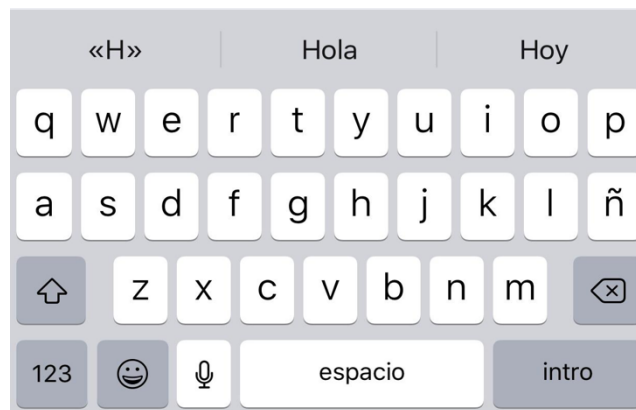 «H» Hola Hoy
q w e r t y u i o p
a s d f g h j k l ñ
z x c v b n m
123 espacio intro